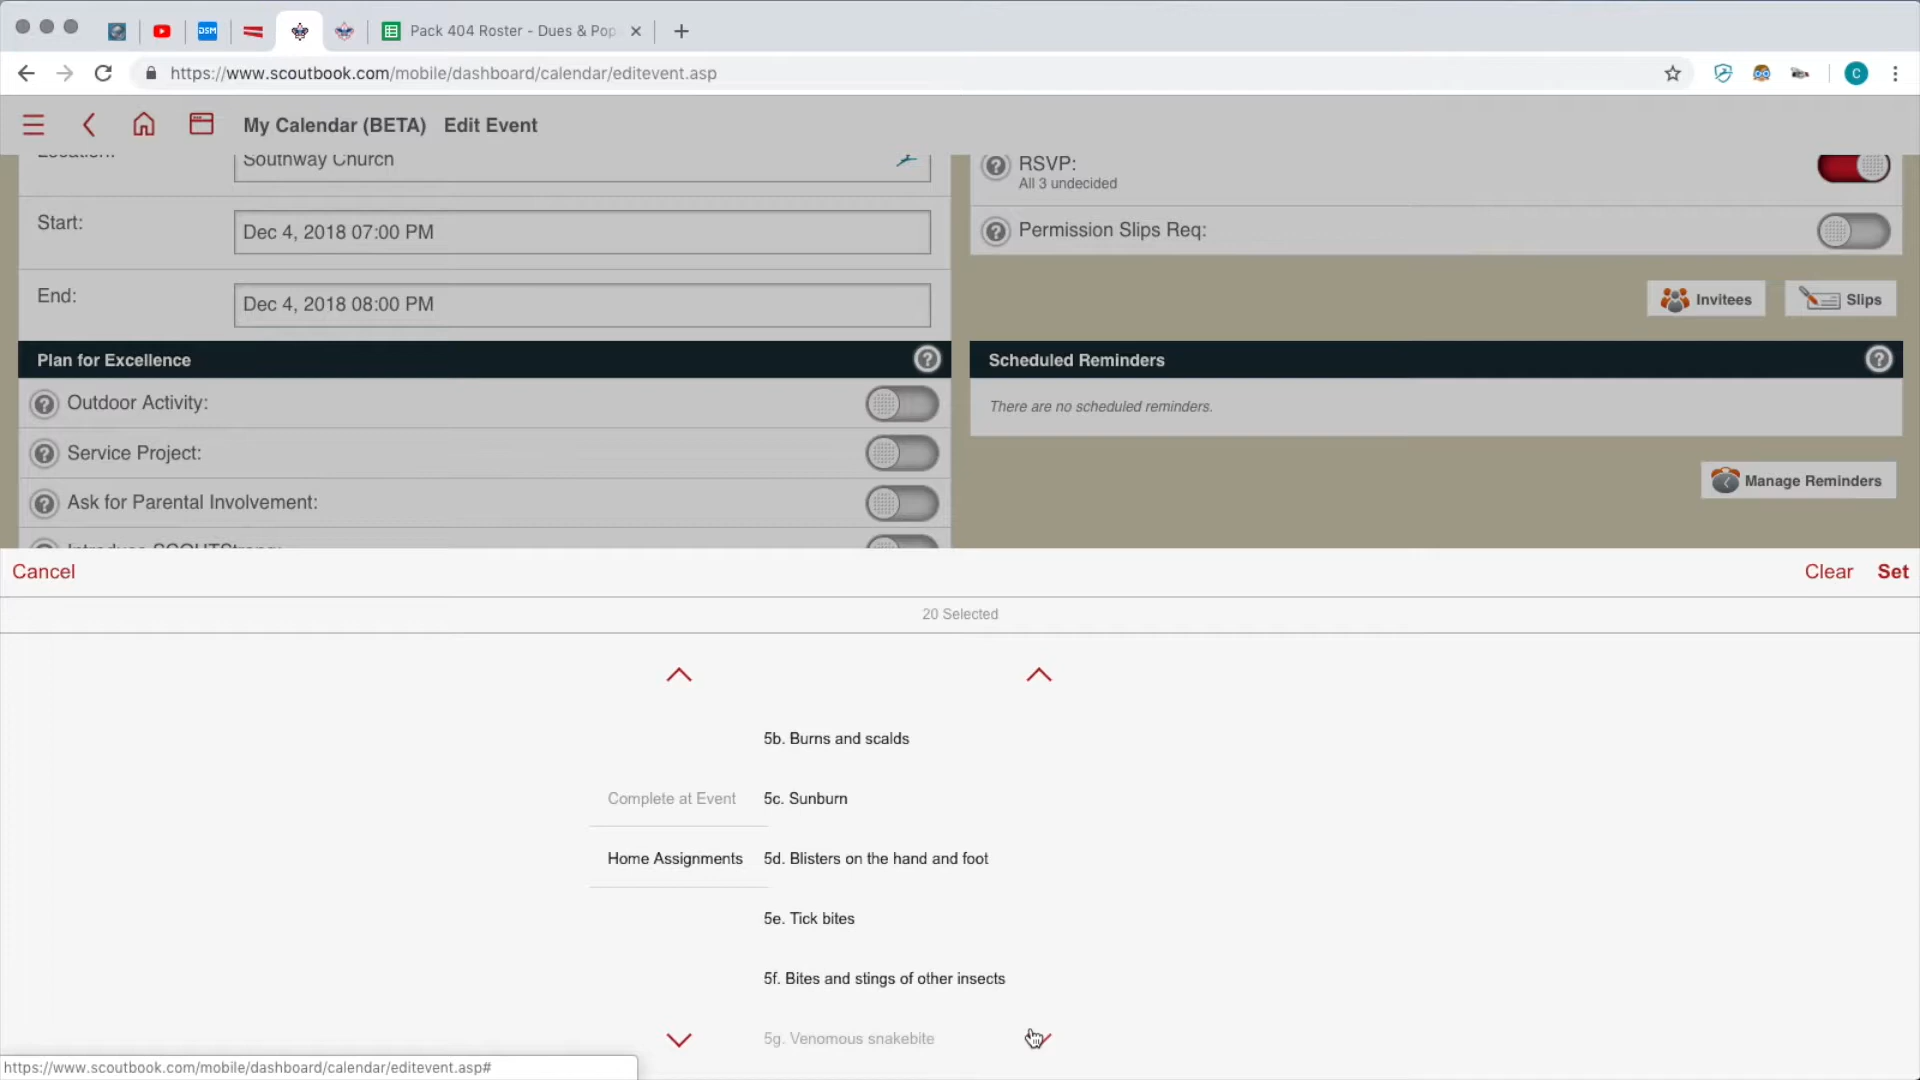 DSM
Pack 404 Roster - Dues & Pop
https://www.scoutbook.com/mobile/dashboard/calendar/editevent.asp
C
My Calendar (BETA) Edit Event
Location:
Southway Church
RSVP:
All 3 undecided
Start:
Dec 4, 2018 07:00 PM
Permission Slips Req:
End:
Dec 4, 2018 08:00 PM
Invitees
Slips
Plan for Excellence
Scheduled Reminders
Outdoor Activity:
There are no scheduled reminders.
Service Project:
Manage Reminders
Ask for Parental Involvement:
Introduce SCOUTStrong:
Cancel
Clear Set
20 Selected
5b. Burns and scalds
Complete at Event
5c. Sunburn
Home Assignments
5d. Blisters on the hand and foot
5e. Tick bites
5f. Bites and stings of other insects
5g. Venomous snakebite
https://www.scoutbook.com/mobile/dashboard/calendar/editevent.asp#